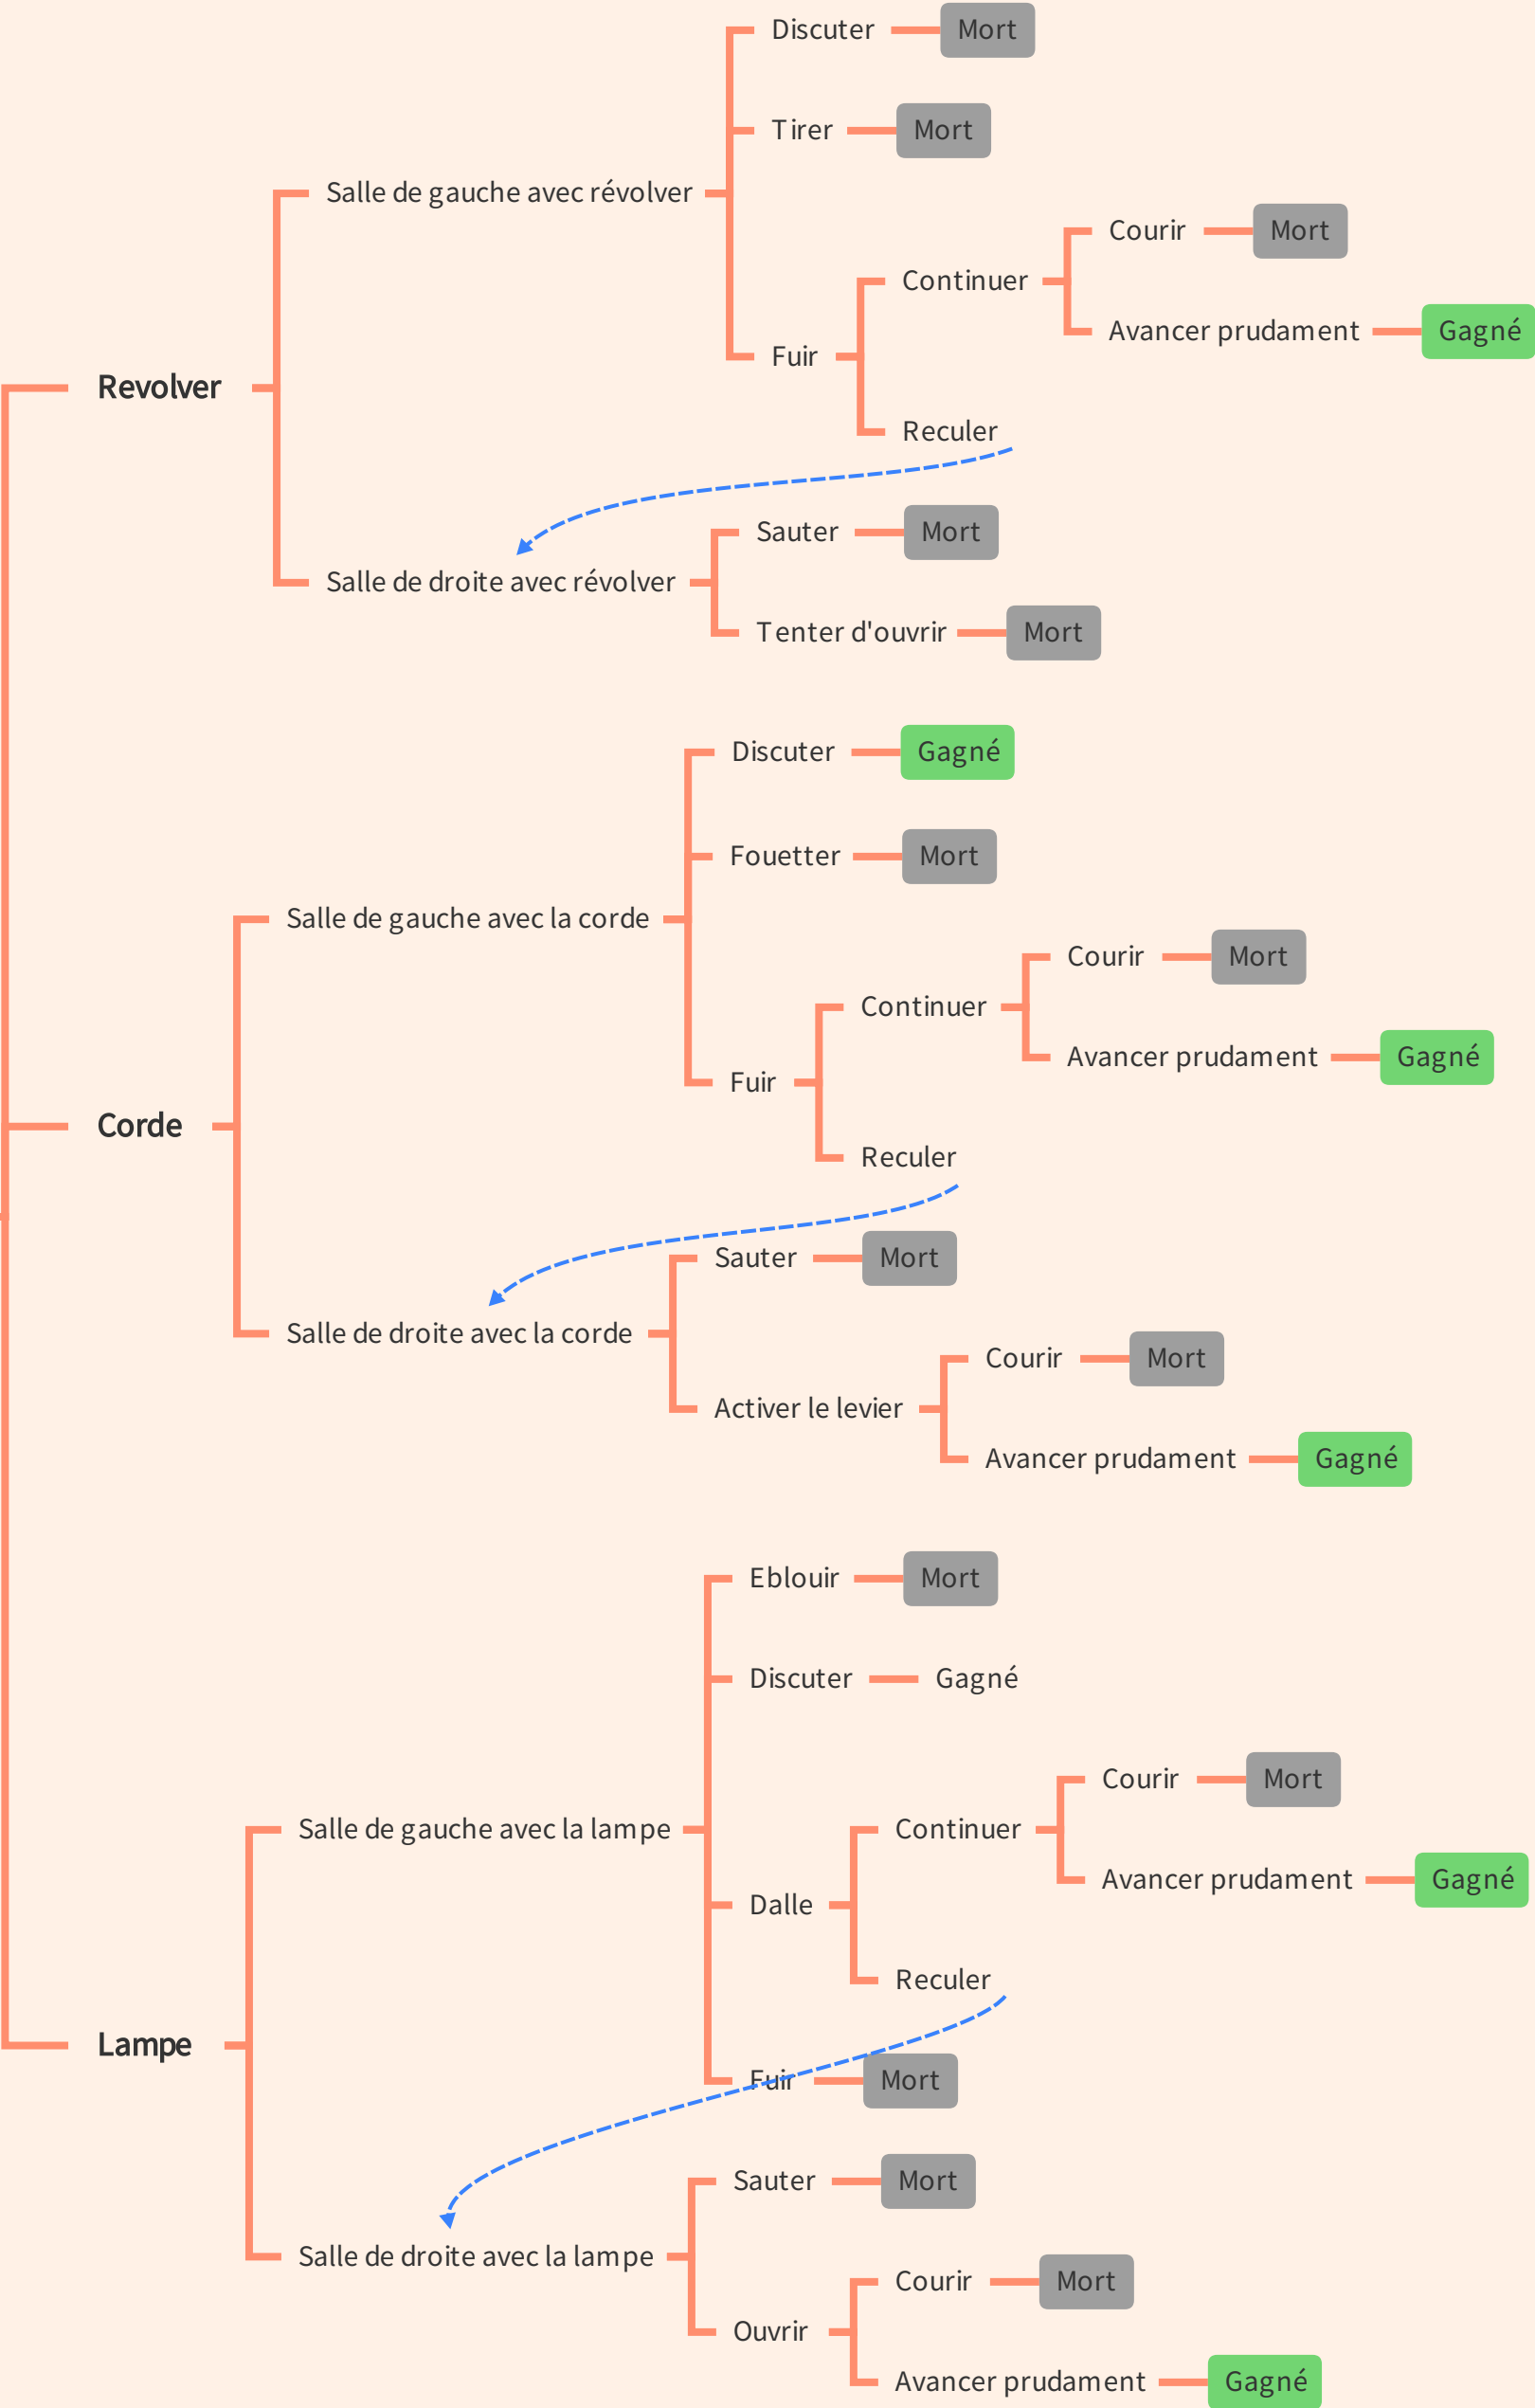 Discuter
Mort
Tirer
Mort
Salle de gauche avec révolver
Courir
Mort
Continuer
Avancer prudament
Gagné
Fuir
Revolver
Reculer
Sauter
Mort
Salle de droite avec révolver
Tenter d'ouvrir
Mort
Discuter
Gagné
Fouetter
Mort
Salle de gauche avec la corde
Courir
Mort
Continuer
Avancer prudament
Gagné
Fuir
Corde
Reculer
Sauter
Mort
Salle de droite avec la corde
Courir
Mort
Activer le levier
Avancer prudament
Gagné
Eblouir
Mort
Discuter
Gagné
Courir
Mort
Salle de gauche avec la lampe
Continuer
Avancer prudament
Gagné
Dalle
Reculer
Lampe
Fuir
Mort
Sauter
Mort
Salle de droite avec la lampe
Courir
Mort
Ouvrir
Avancer prudament
Gagné